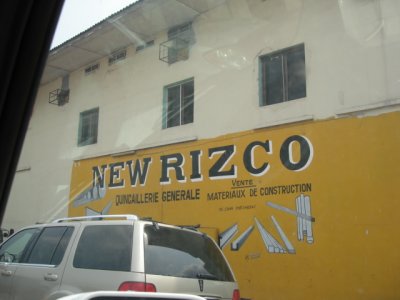 NEW RIZCO
VENTE
QUINCAILLERIE GENERALE MATERIAUX DE CONSTRUCTION